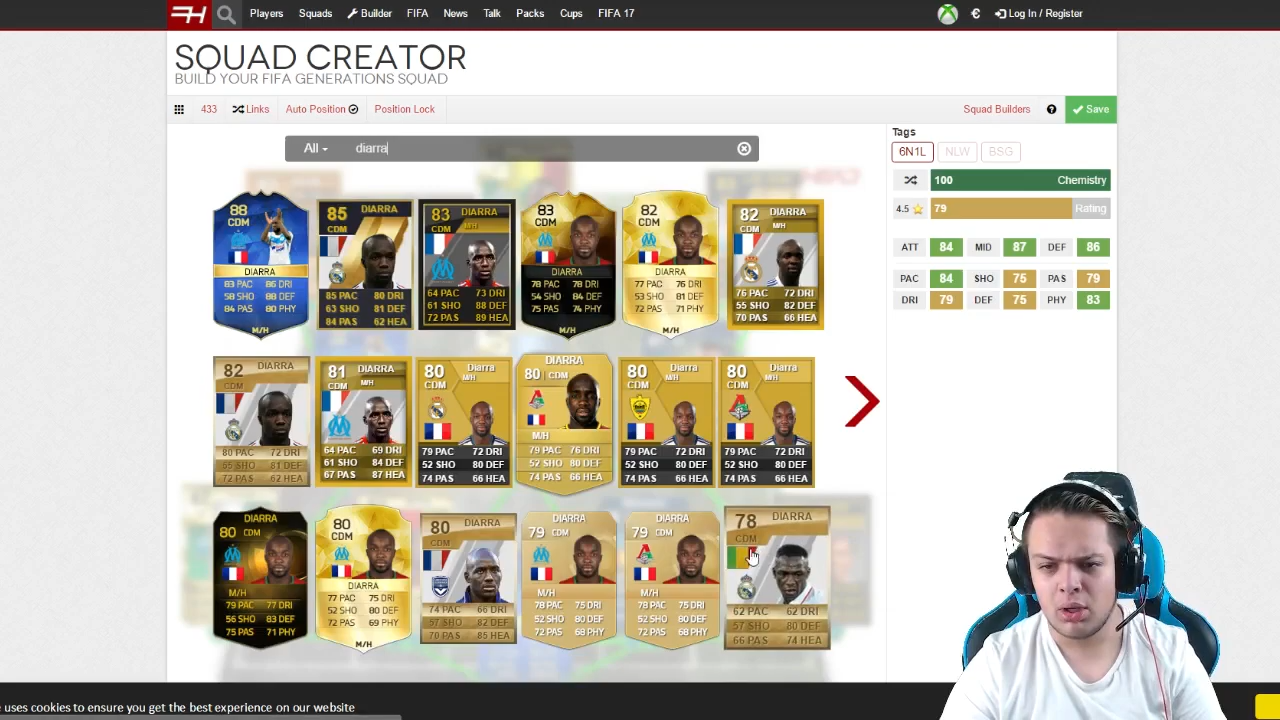 Players Squads Builder FIFA News Talk Packs Cups FIFA 17 € Log In / Register
SQUAD CREATOR
BUILD YOUR FIFA GENERATIONS SQUAD
433 Links Auto Position Position Lock Squad Builders Save
All diarra
Tags
6N1L NLW BSG
100 Chemistry
4.5 79 Rating
ATT 84 MID 87 DEF 86
PAC 84 SHO 75 PAS 79
DRI 79 DEF 75 PHY 83
88 CDM DIARRA
83 PAC 86 DRI
58 SHO 88 DEF
84 PAS 80 PHY
M/H
85 CDM DIARRA
85 PAC 80 DRI
63 SHO 81 DEF
84 PAS 62 HEA
83 CDM DIARRA M/H
64 PAC 73 DRI
61 SHO 88 DEF
72 PAS 89 HEA
83 CDM DIARRA
78 PAC 78 DRI
54 SHO 84 DEF
75 PAS 74 PHY
M/H
82 CDM DIARRA
77 PAC 76 DRI
53 SHO 81 DEF
72 PAS 71 PHY
M/H
82 CDM DIARRA M/H
76 PAC 72 DRI
55 SHO 82 DEF
70 PAS 66 HEA
82 CDM DIARRA
80 PAC 72 DRI
55 SHO 81 DEF
72 PAS 62 HEA
81 CDM DIARRA M/H
64 PAC 69 DRI
61 SHO 84 DEF
67 PAS 87 HEA
80 CDM Diarra M/H
79 PAC 72 DRI
52 SHO 80 DEF
74 PAS 66 HEA
DIARRA
80 CDM
M/H
79 PAC 76 DRI
52 SHO 80 DEF
74 PAS 66 HEA
80 CDM Diarra M/H
79 PAC 72 DRI
52 SHO 80 DEF
74 PAS 66 HEA
80 CDM Diarra M/H
79 PAC 72 DRI
52 SHO 80 DEF
74 PAS 66 HEA
DIARRA
80 CDM
M/H
79 PAC 77 DRI
56 SHO 83 DEF
75 PAS 71 PHY
80 CDM
DIARRA
77 PAC 75 DRI
52 SHO 80 DEF
72 PAS 69 PHY
M/H
80 CDM DIARRA
74 PAC 66 DRI
57 SHO 82 DEF
70 PAS 85 HEA
DIARRA
79 CDM
M/H
78 PAC 75 DRI
52 SHO 80 DEF
72 PAS 68 PHY
DIARRA
79 CDM
M/H
78 PAC 75 DRI
52 SHO 80 DEF
72 PAS 68 PHY
78 CDM DIARRA
62 PAC 62 DRI
57 SHO 80 DEF
66 PAS 74 HEA
e uses cookies to ensure you get the best experience on our website